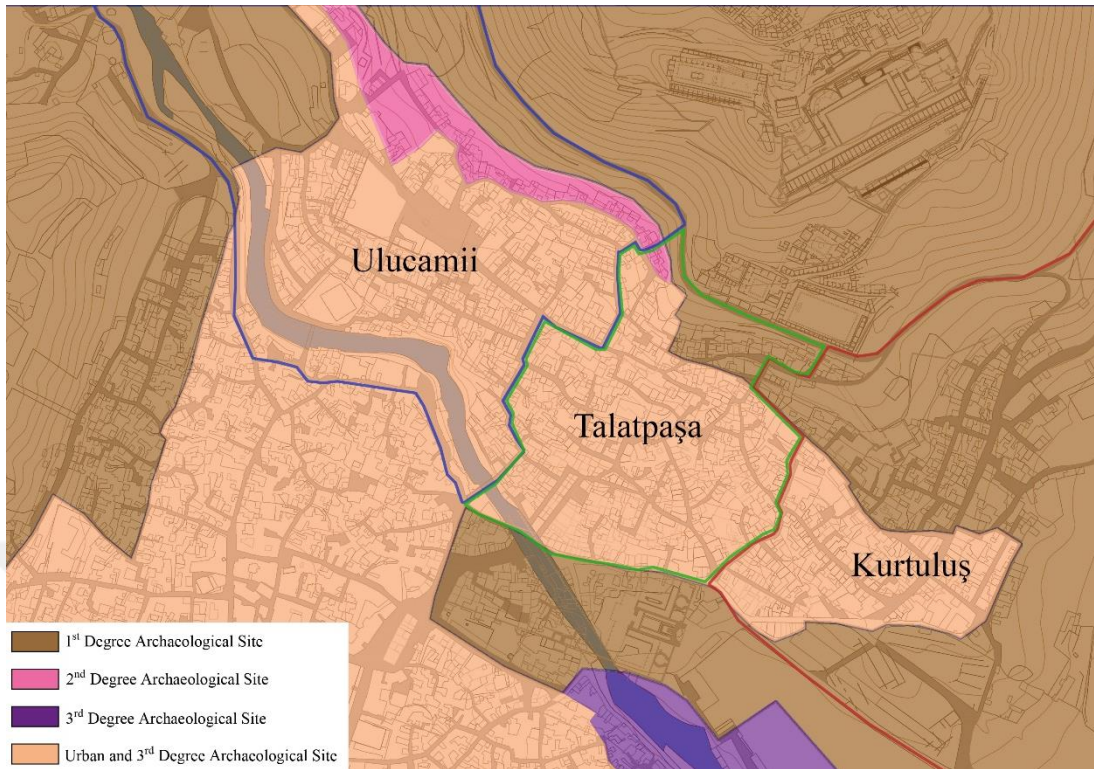 Ulucamii
Talatpaşa
Kurtuluş
1st Degree Archaeological Site
2nd Degree Archaeological Site
3rd Degree Archaeological Site
Urban and 3rd Degree Archaeological Site